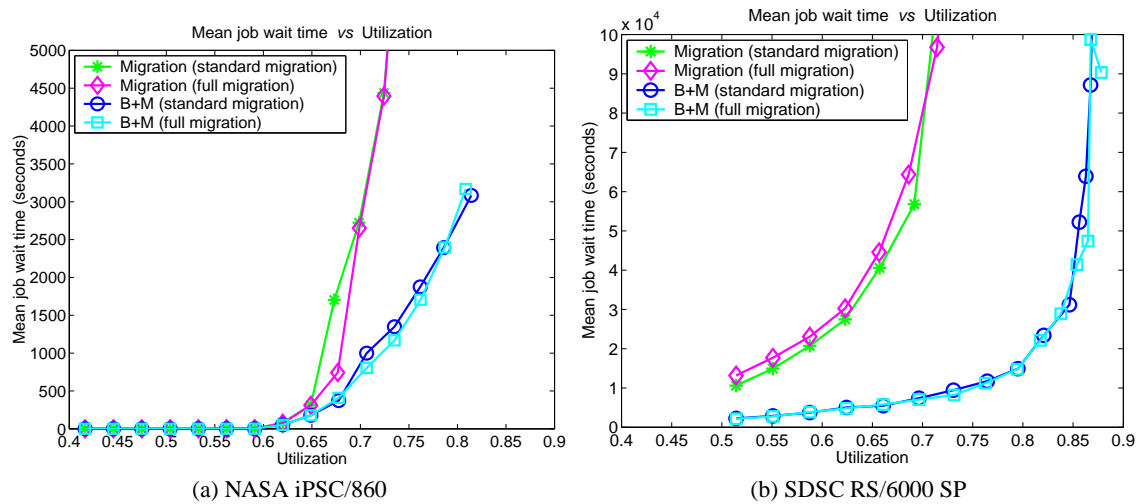 Mean job wait time vs Utilization
5000
4500
4000
3500
3000
2500
2000
1500
1000
500
0
Mean job wait time (seconds)
Migration (standard migration)
Migration (full migration)
B+M (standard migration)
B+M (full migration)
0.4 0.45 0.5 0.55 0.6 0.65 0.7 0.75 0.8 0.85 0.9
Utilization
(a) NASA iPSC/860
Mean job wait time vs Utilization
x 10^4
10
9
8
7
6
5
4
3
2
1
0
Mean job wait time (seconds)
Migration (standard migration)
Migration (full migration)
B+M (standard migration)
B+M (full migration)
0.4 0.45 0.5 0.55 0.6 0.65 0.7 0.75 0.8 0.85 0.9
Utilization
(b) SDSC RS/6000 SP